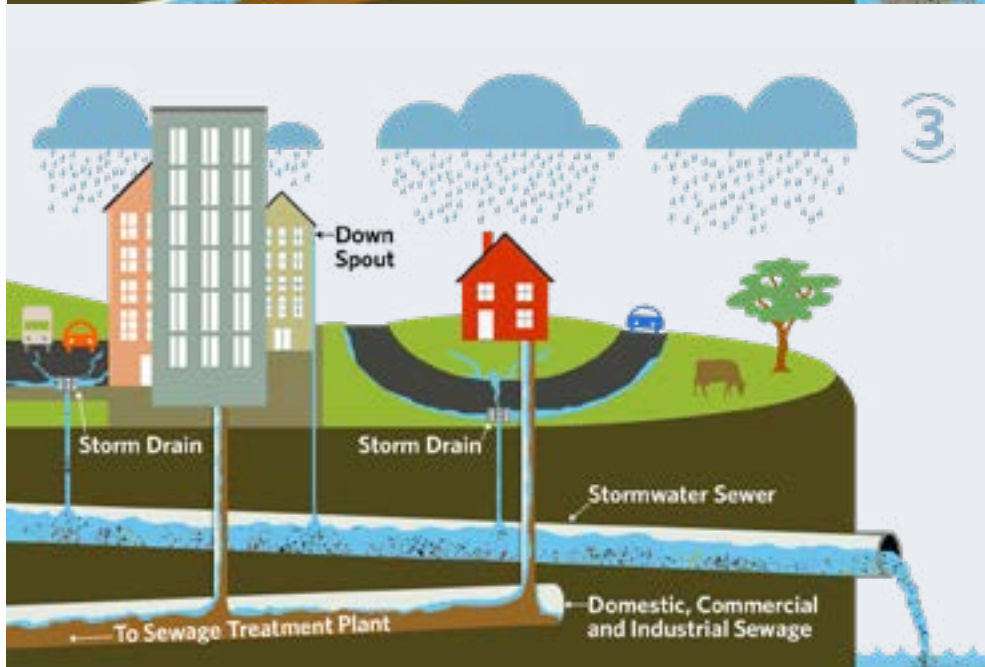 (3)
Down
Spout
Storm Drain
Storm Drain
Stormwater Sewer
Domestic, Commercial
and Industrial Sewage
To Sewage Treatment Plant